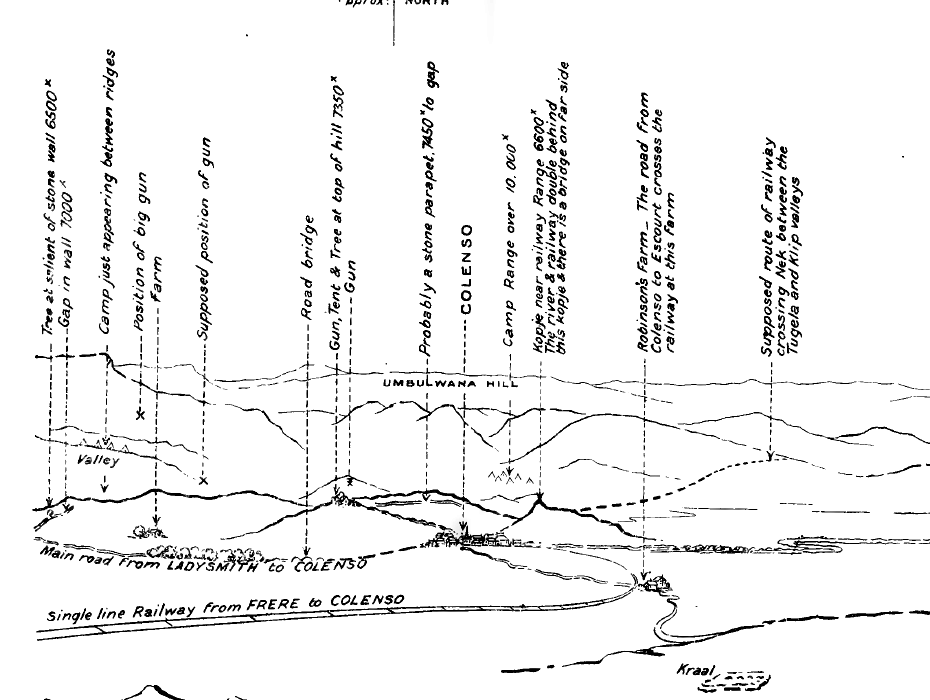 Approx: NORTH
Tree at salient of stone wall 6500ˣ
Gap in wall 7000ˣ
Camp just appearing between ridges
Position of big gun
Farm
Supposed position of gun
Road bridge
Gun, Tent & Tree at top of hill 7350ˣ
Gun
Probably a stone parapet, 7450ˣ to gap
COLENSO
Camp Range over 10.000ˣ
Kopje near railway Range 6600ˣ
The river & railway double behind
this kopje & there is a bridge on far side
Robinson's Farm_ The road from
Colenso to Escourt crosses the
railway at this farm
Supposed route of railway
crossing Nek between the
Tugela and Klip valleys
UMBULWANA HILL
Valley
Main road from LADYSMITH to COLENSO
Single line Railway from FRERE to COLENSO
Kraal